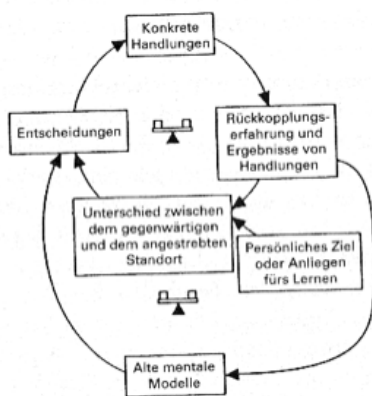 Konkrete
Handlungen
Entscheidungen
Rückkopplungs-
erfahrung und
Ergebnisse von
Handlungen
Unterschied zwischen
dem gegenwärtigen
und dem angestrebten
Standort
Persönliches Ziel
oder Anliegen
fürs Lernen
Alte mentale
Modelle